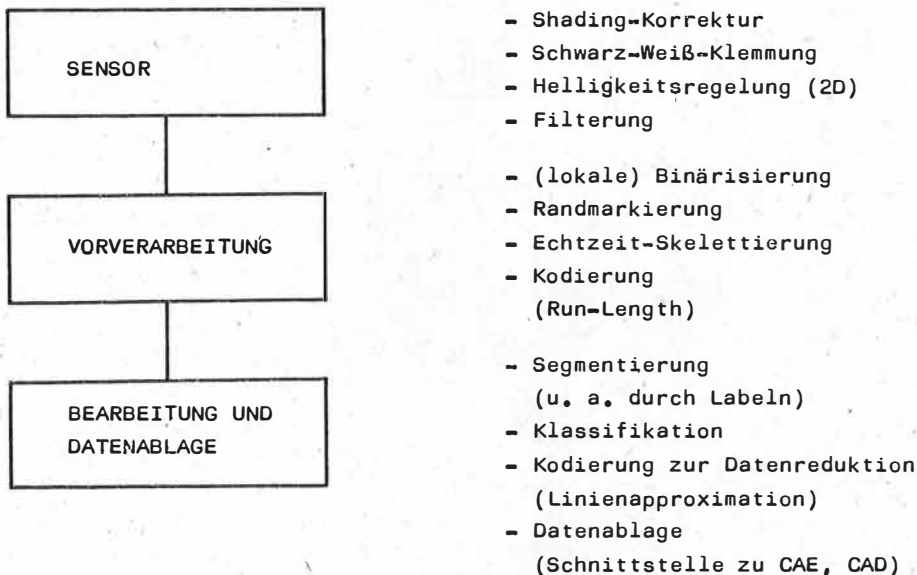 SENSOR
- Shading-Korrektur
- Schwarz-Weiß-Klemmung
- Helligkeitsregelung (2D)
- Filterung
VORVERARBEITUNG
- (lokale) Binärisierung
- Randmarkierung
- Echtzeit-Skelettierung
- Kodierung
(Run-Length)
BEARBEITUNG UND
DATENABLAGE
- Segmentierung
(u. a. durch Labeln)
- Klassifikation
- Kodierung zur Datenreduktion
(Linienapproximation)
- Datenablage
(Schnittstelle zu CAE, CAD)